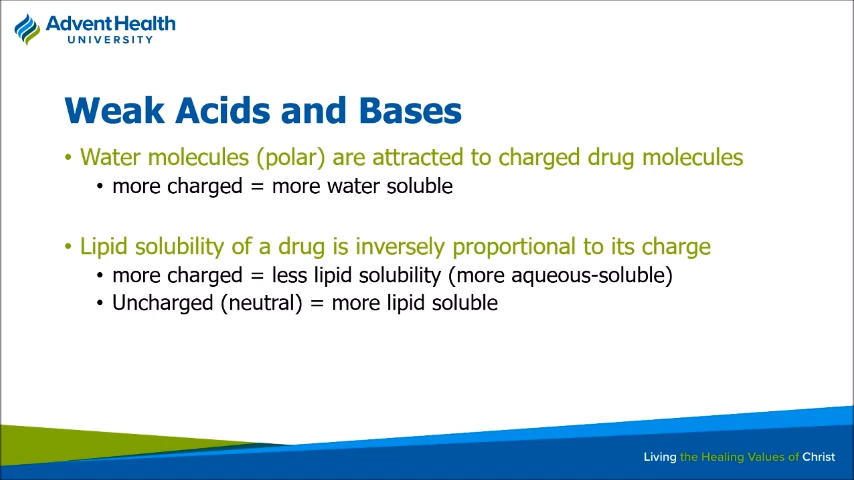 AdventHealth
UNIVERSITY
Weak Acids and Bases
• Water molecules (polar) are attracted to charged drug molecules
• more charged = more water soluble
• Lipid solubility of a drug is inversely proportional to its charge
• more charged = less lipid solubility (more aqueous-soluble)
• Uncharged (neutral) = more lipid soluble
Living the Healing Values of Christ